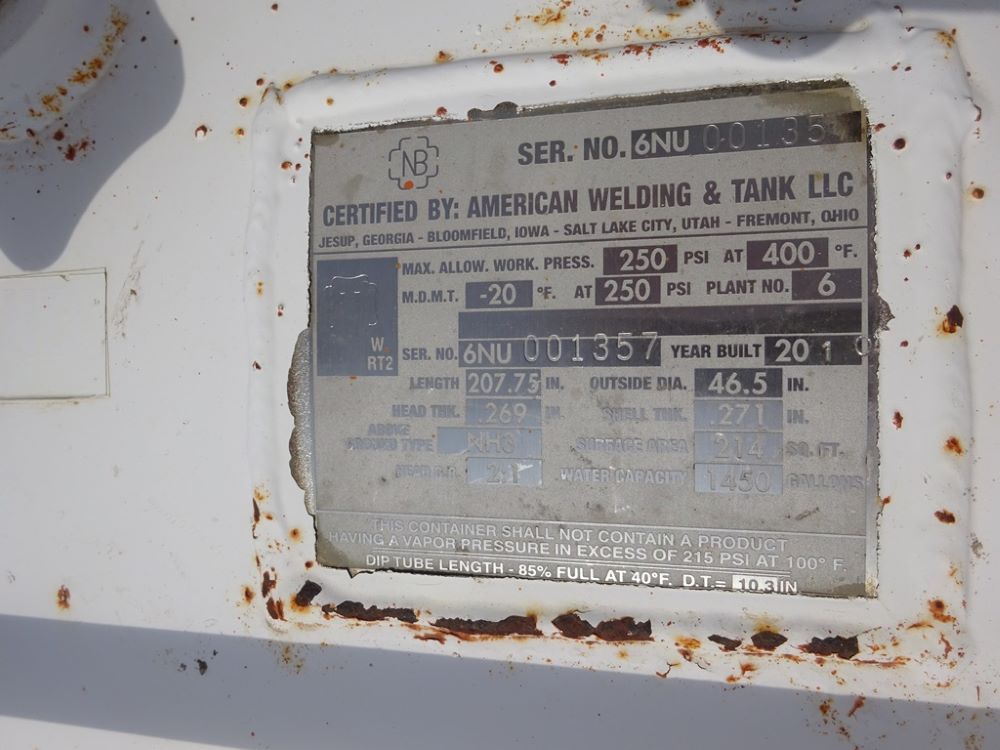 NB
SER. NO. 6NU 00135
CERTIFIED BY: AMERICAN WELDING & TANK LLC
JESUP, GEORGIA - BLOOMFIELD, IOWA - SALT LAKE CITY, UTAH - FREMONT, OHIO
MAX. ALLOW. WORK. PRESS. 250 PSI AT 400 °F.
M.D.M.T. -20 °F. AT 250 PSI PLANT NO. 6
W
RT2
SER. NO. 6NU 001357 YEAR BUILT 2010
LENGTH 207.75 IN. OUTSIDE DIA. 46.5 IN.
HEAD THK. .269 IN. SHELL THK. .271 IN.
ABOVE
GROUND TYPE SURFACE AREA 214 SQ. FT.
HEAD 2:1 WATER CAPACITY 1450 GALLONS
THIS CONTAINER SHALL NOT CONTAIN A PRODUCT
HAVING A VAPOR PRESSURE IN EXCESS OF 215 PSI AT 100° F.
DIP TUBE LENGTH - 85% FULL AT 40°F. D.T.= 10.3 IN